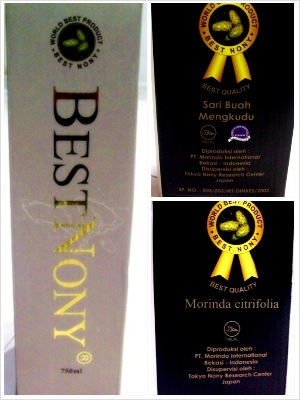 WORLD BEST PRODUCT
BEST NONY
BEST NONY®
750ml
WORLD BEST PRODUCT
BEST NONY
BEST QUALITY
Sari Buah
Mengkudu
HALAL
Diproduksi oleh :
PT. Morinda International
Bekasi - Indonesia
Disupervisi oleh :
Tokyo Nony Research Center
Japan
WORLD BEST PRODUCT
BEST NONY
BEST QUALITY
Morinda citrifolia
HALAL
Diproduksi oleh :
PT. Morinda International
Bekasi - Indonesia
Disupervisi oleh :
Tokyo Nony Research Center
Japan